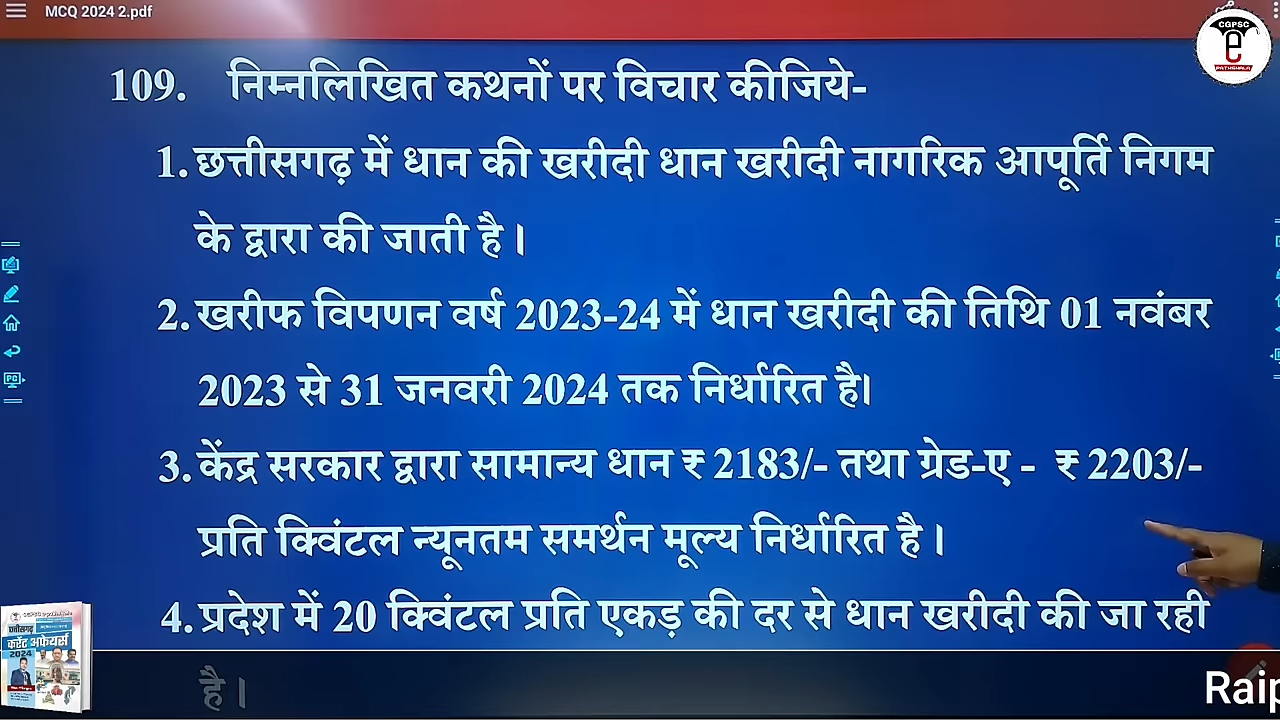 MCQ 2024 2.pdf
CGPSC
e
PATHSHALA
109. निम्नलिखित कथनों पर विचार कीजिये-
1. छत्तीसगढ़ में धान की खरीदी धान खरीदी नागरिक आपूर्ति निगम
के द्वारा की जाती है।
2. खरीफ विपणन वर्ष 2023-24 में धान खरीदी की तिथि 01 नवंबर
2023 से 31 जनवरी 2024 तक निर्धारित है।
3. केंद्र सरकार द्वारा सामान्य धान ₹ 2183/- तथा ग्रेड-ए - ₹ 2203/-
प्रति क्विंटल न्यूनतम समर्थन मूल्य निर्धारित है।
4. प्रदेश में 20 क्विंटल प्रति एकड़ की दर से धान खरीदी की जा रही
है।
छत्तीसगढ़
करेंट अफेयर्स
2024
Raip